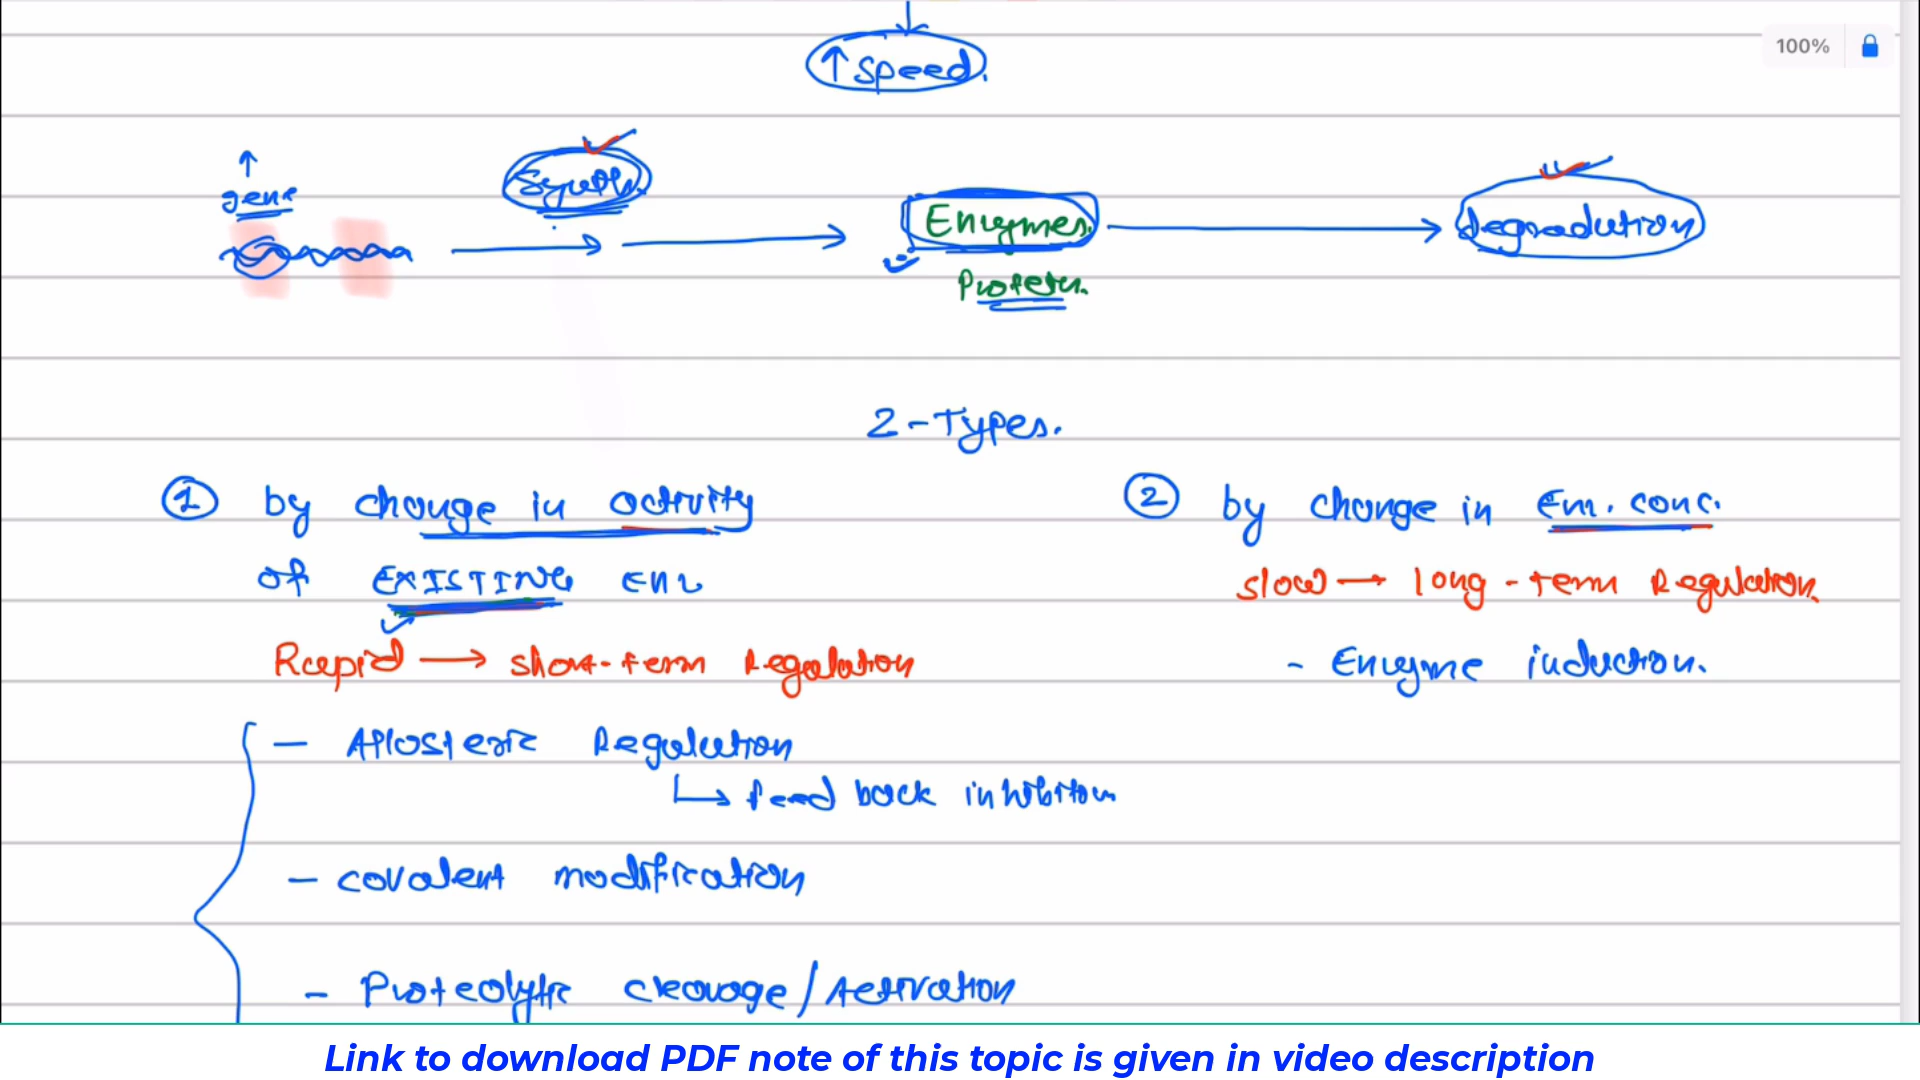 ↑ speed.
100%
↑
gene
Synth.
Enzymes.
degradation
Protein.
2-Types.
① by change in activity
of EXISTING Enz
Rapid → short-term Regulation
② by change in Enz. conc.
slow → long-term Regulation.
- Enzyme induction.
- Allosteric Regulation
↳ feed back inhibition
- covalent modification
- Proteolytic cleavage/Activation
Link to download PDF note of this topic is given in video description